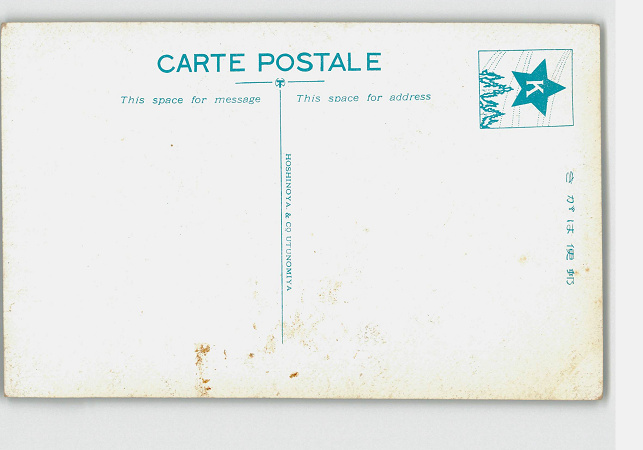 CARTE POSTALE
This space for message
This space for address
K
HOSHINOYA. & CO UTUNOMIYA
きがは便郵